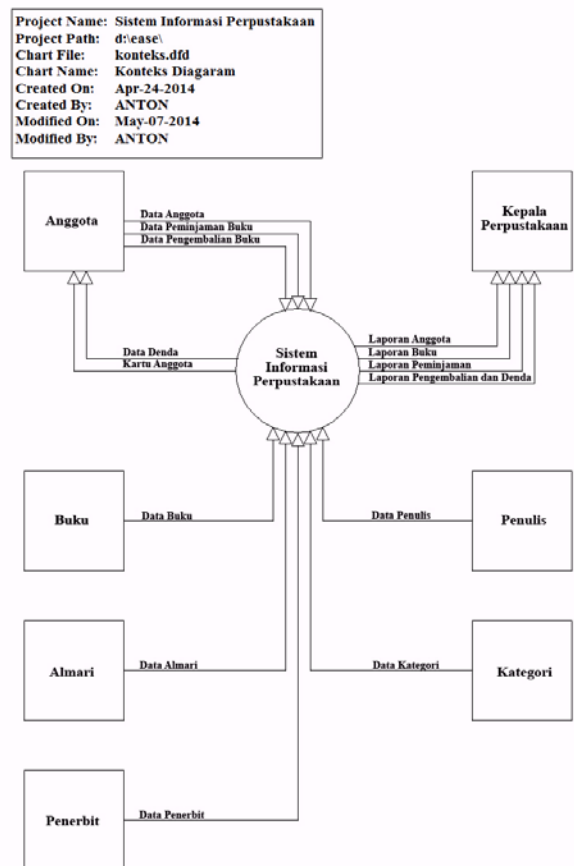 Project Name: Sistem Informasi Perpustakaan
Project Path: d:\ease\
Chart File: konteks.dfd
Chart Name: Konteks Diagaram
Created On: Apr-24-2014
Created By: ANTON
Modified On: May-07-2014
Modified By: ANTON
Anggota
Data Anggota
Data Peminjaman Buku
Data Pengembalian Buku
Kepala
Perpustakaan
Data Denda
Kartu Anggota
Sistem
Informasi
Perpustakaan
Laporan Anggota
Laporan Buku
Laporan Peminjaman
Laporan Pengembalian dan Denda
Buku
Data Buku
Data Penulis
Penulis
Almari
Data Almari
Data Kategori
Kategori
Penerbit
Data Penerbit